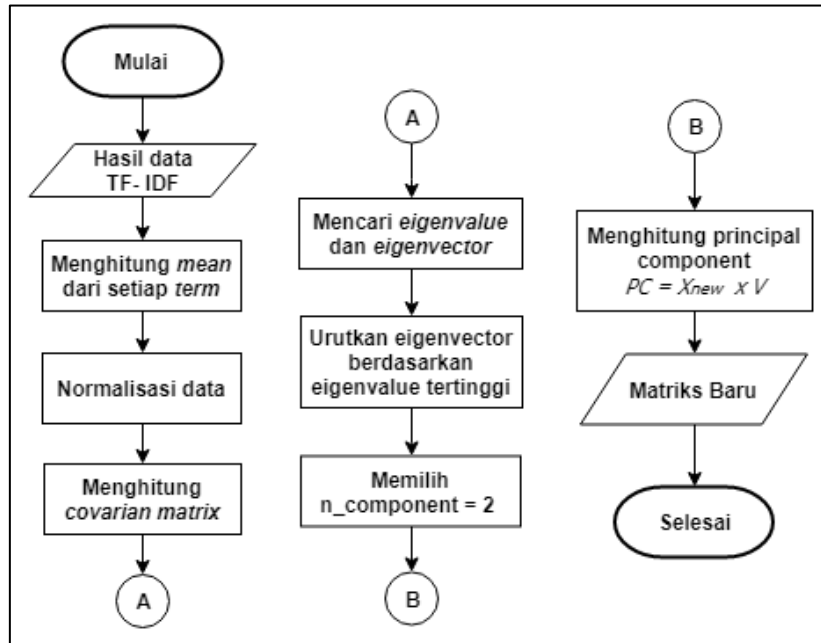 Mulai
Hasil data
TF- IDF
Menghitung mean
dari setiap term
Normalisasi data
Menghitung
covarian matrix
A
A
Mencari eigenvalue
dan eigenvector
Urutkan eigenvector
berdasarkan
eigenvalue tertinggi
Memilih
n_component = 2
B
B
Menghitung principal
component
PC = Xnew x V
Matriks Baru
Selesai